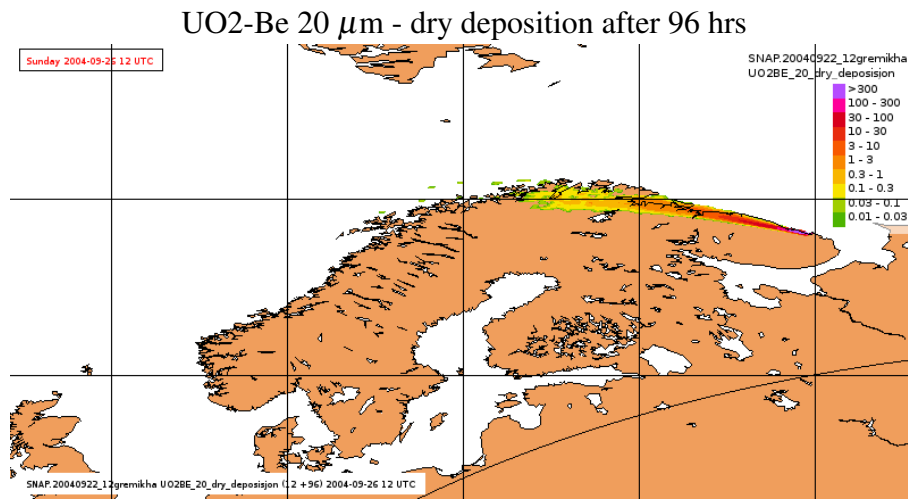 UO2-Be 20 μm - dry deposition after 96 hrs
Sunday 2004-09-26 12 UTC
SNAP.20040922_12gremikha
UO2BE_20_dry_deposisjon
>300
100 - 300
30 - 100
10 - 30
3 - 10
1 - 3
0.3 - 1
0.1 - 0.3
0.03 - 0.1
0.01 - 0.03
SNAP.20040922_12gremikha UO2BE_20_dry_deposisjon (12 +96) 2004-09-26 12 UTC